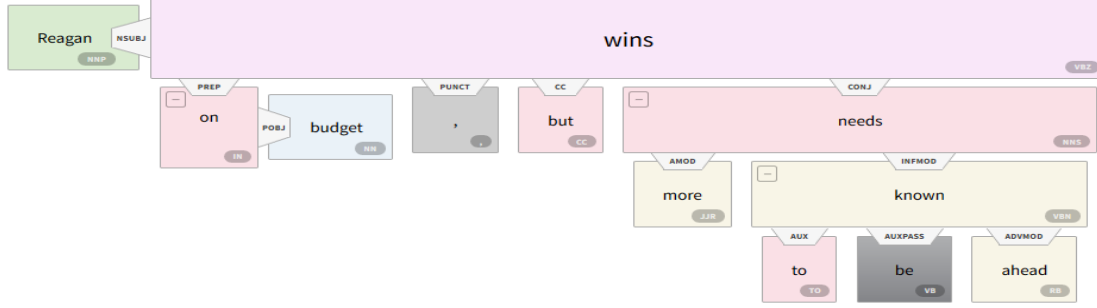 Reagan NSUBJ wins
NNP VBZ
PREP PUNCT CC CONJ
on POBJ budget , but needs
IN NN , CC NNS
AMOD INFMOD
more known
JJR VBN
AUX AUXPASS ADVMOD
to be ahead
TO VB RB